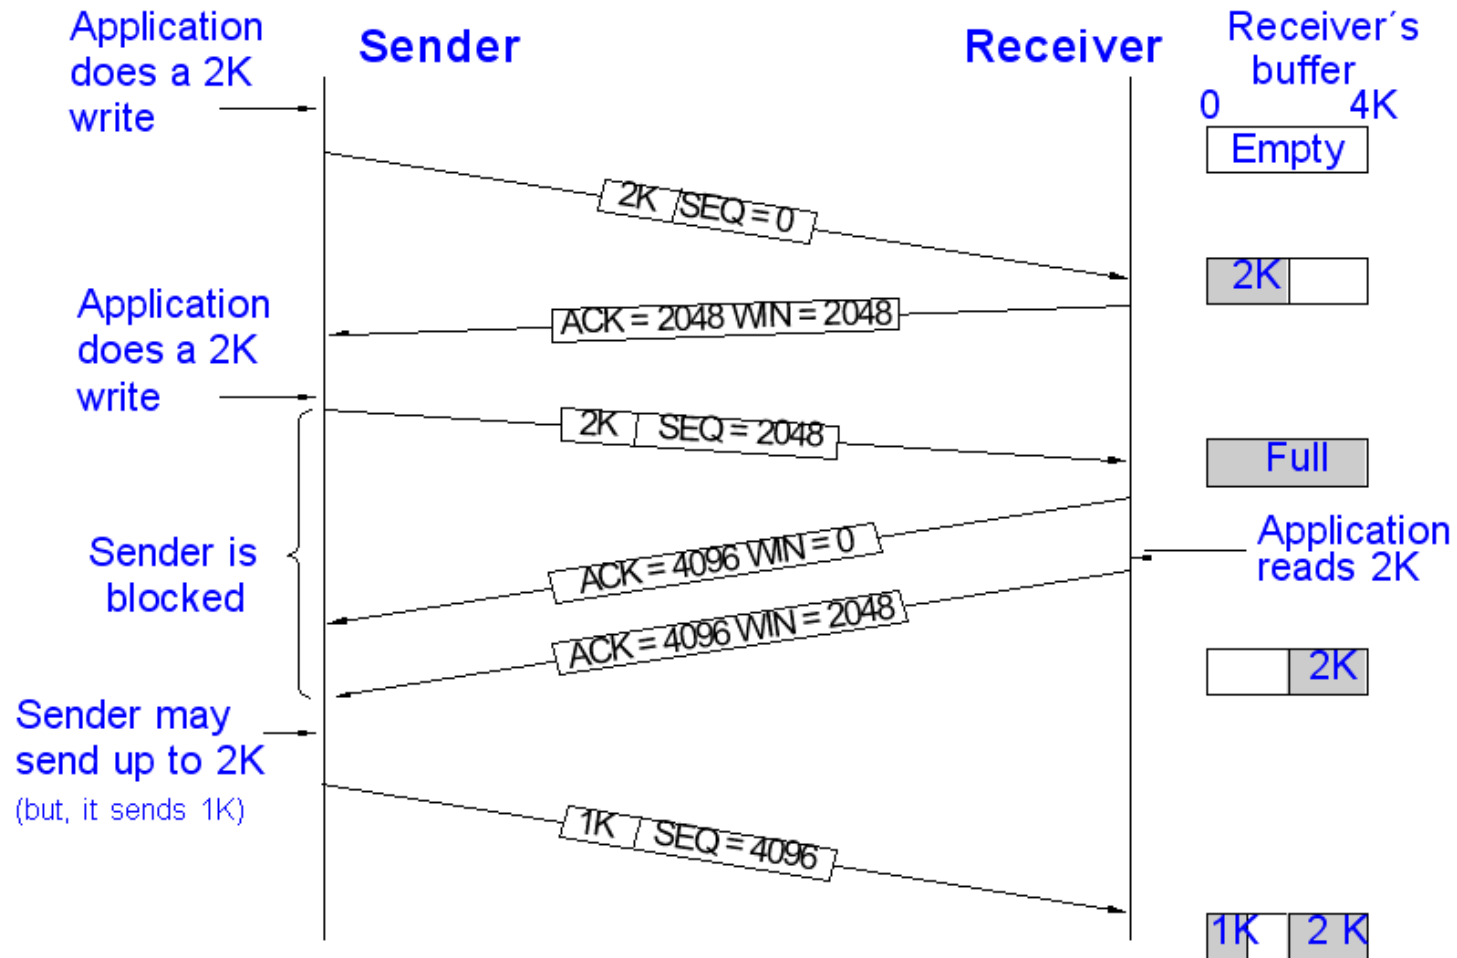 Application
does a 2K
write
Sender
Receiver
Receiver´s
buffer
0 4K
Empty
2K SEQ = 0
2K
ACK = 2048 WIN = 2048
Application
does a 2K
write
2K SEQ = 2048
Full
Sender is
blocked
ACK = 4096 WIN = 0
Application
reads 2K
ACK = 4096 WIN = 2048
2K
Sender may
send up to 2K
(but, it sends 1K)
1K SEQ = 4096
1K 2 K